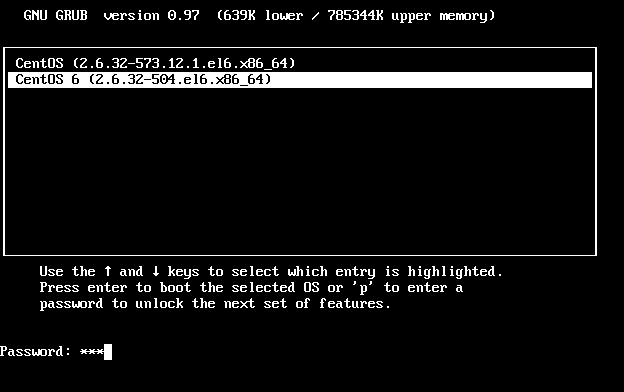 GNU GRUB  version 0.97  (639K lower / 785344K upper memory)
CentOS (2.6.32-573.12.1.el6.x86_64)
CentOS 6 (2.6.32-504.el6.x86_64)
Use the ↑ and ↓ keys to select which entry is highlighted.
Press enter to boot the selected OS or 'p' to enter a
password to unlock the next set of features.
Password: ***